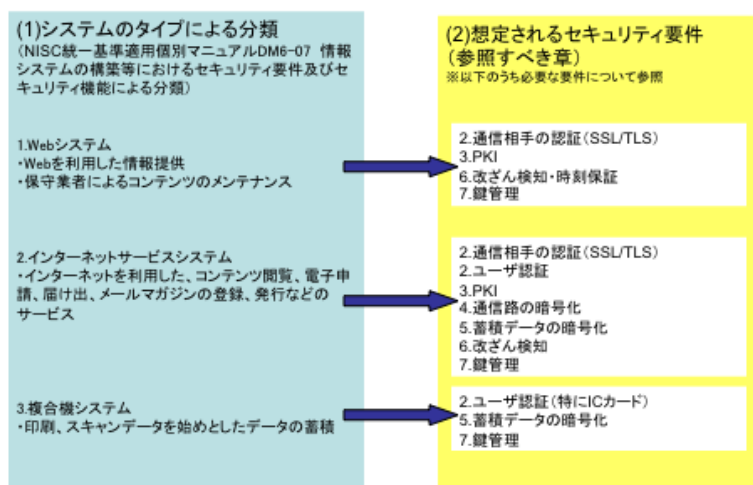 (1)システムのタイプによる分類
(NISC統一基準適用個別マニュアルDM6-07 情報
システムの構築等におけるセキュリティ要件及びセ
キュリティ機能による分類)
1.Webシステム
・Webを利用した情報提供
・保守業者によるコンテンツのメンテナンス
2.インターネットサービスシステム
・インターネットを利用した、コンテンツ閲覧、電子申
請、届け出、メールマガジンの登録、発行などの
サービス
3.複合機システム
・印刷、スキャンデータを始めとしたデータの蓄積
(2)想定されるセキュリティ要件
(参照すべき章)
※以下のうち必要な要件について参照
2.通信相手の認証(SSL/TLS)
3.PKI
6.改ざん検知・時刻保証
7.鍵管理
2.通信相手の認証(SSL/TLS)
2.ユーザ認証
3.PKI
4.通信路の暗号化
5.蓄積データの暗号化
6.改ざん検知
7.鍵管理
2.ユーザ認証(特にICカード)
5.蓄積データの暗号化
7.鍵管理